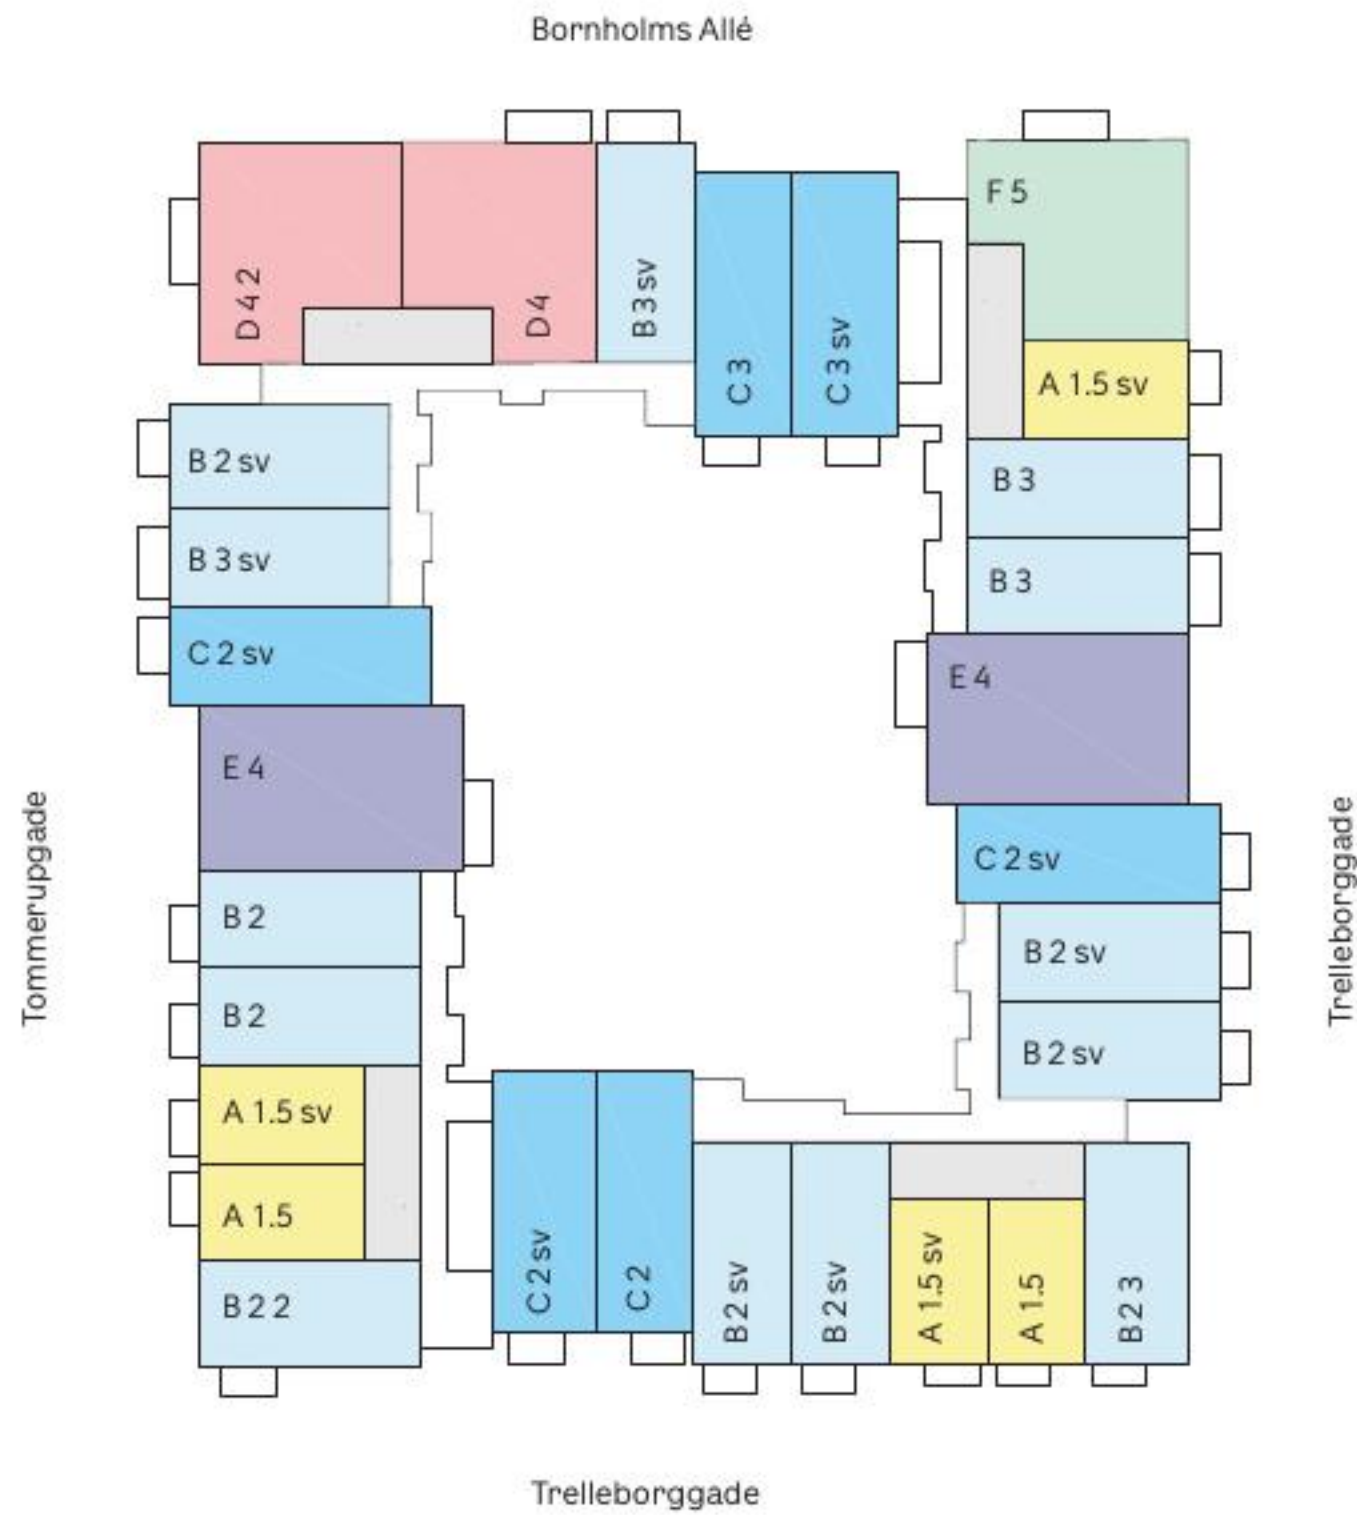 Bornholms Allé
D 4 2
D 4
B 3 sv
C 3
C 3 sv
F 5
A 1.5 sv
B 3
B 3
E 4
C 2 sv
B 2 sv
B 2 sv
B 2 sv
B 3 sv
C 2 sv
E 4
B 2
B 2
A 1.5 sv
A 1.5
B 2 2
C 2 sv
C 2
B 2 sv
B 2 sv
A 1.5 sv
A 1.5
B 2 3
Tommerupgade
Trelleborggade
Trelleborggade